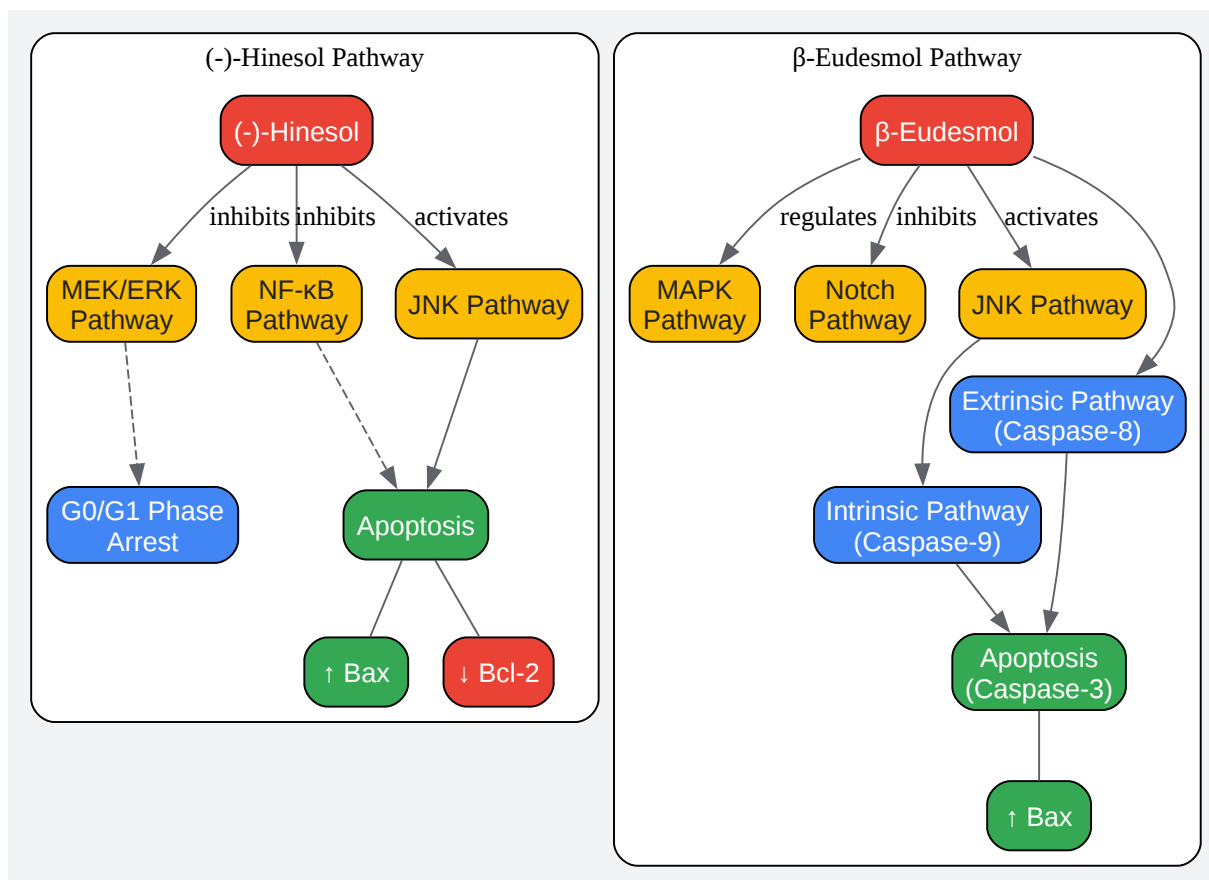 (-)-Hinesol Pathway
(-)-Hinesol
inhibits
inhibits
activates
MEK/ERK
Pathway
NF-κB
Pathway
JNK Pathway
G0/G1 Phase
Arrest
Apoptosis
↑ Bax
↓ Bcl-2
β-Eudesmol Pathway
β-Eudesmol
regulates
inhibits
activates
MAPK
Pathway
Notch
Pathway
JNK Pathway
Extrinsic Pathway
(Caspase-8)
Intrinsic Pathway
(Caspase-9)
Apoptosis
(Caspase-3)
↑ Bax